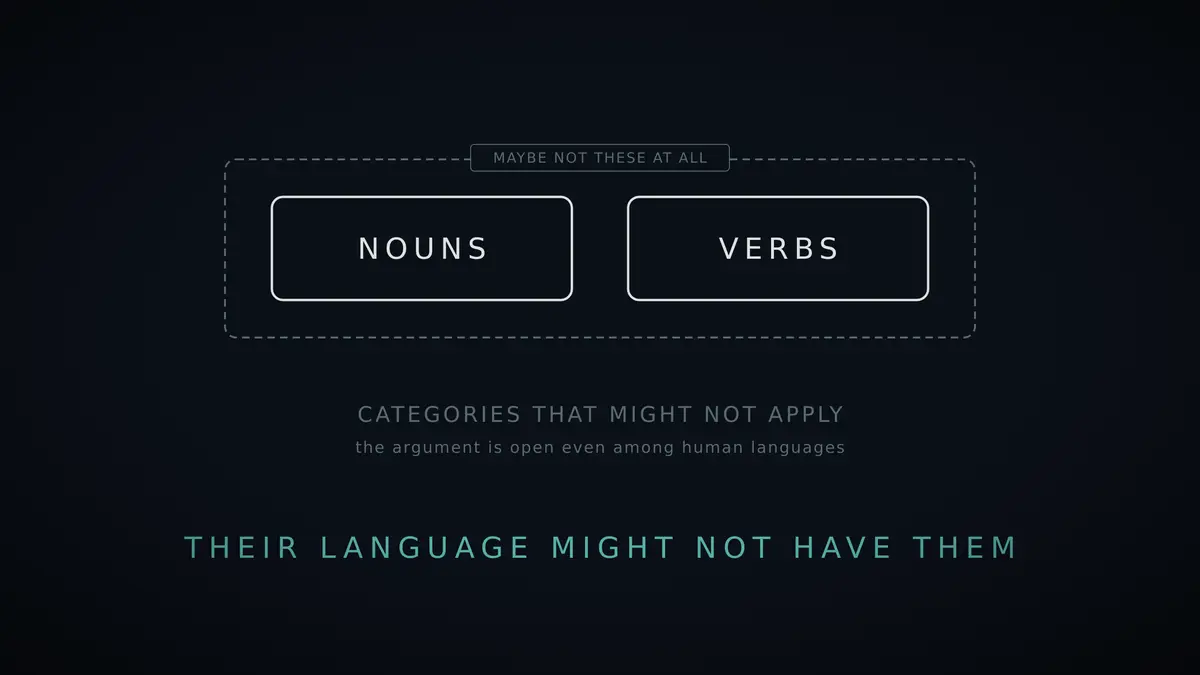 MAYBE NOT THESE AT ALL
NOUNS
VERBS
CATEGORIES THAT MIGHT NOT APPLY
the argument is open even among human languages
THEIR LANGUAGE MIGHT NOT HAVE THEM